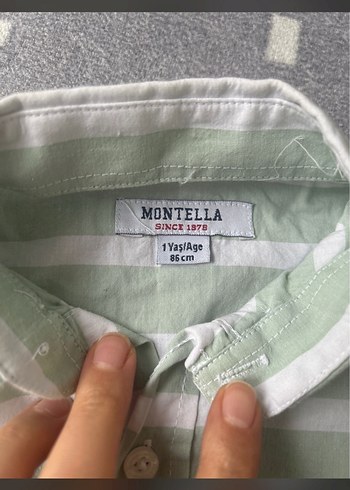 MONTELLA
SINCE 1978
1 Yaş/Age
86 cm